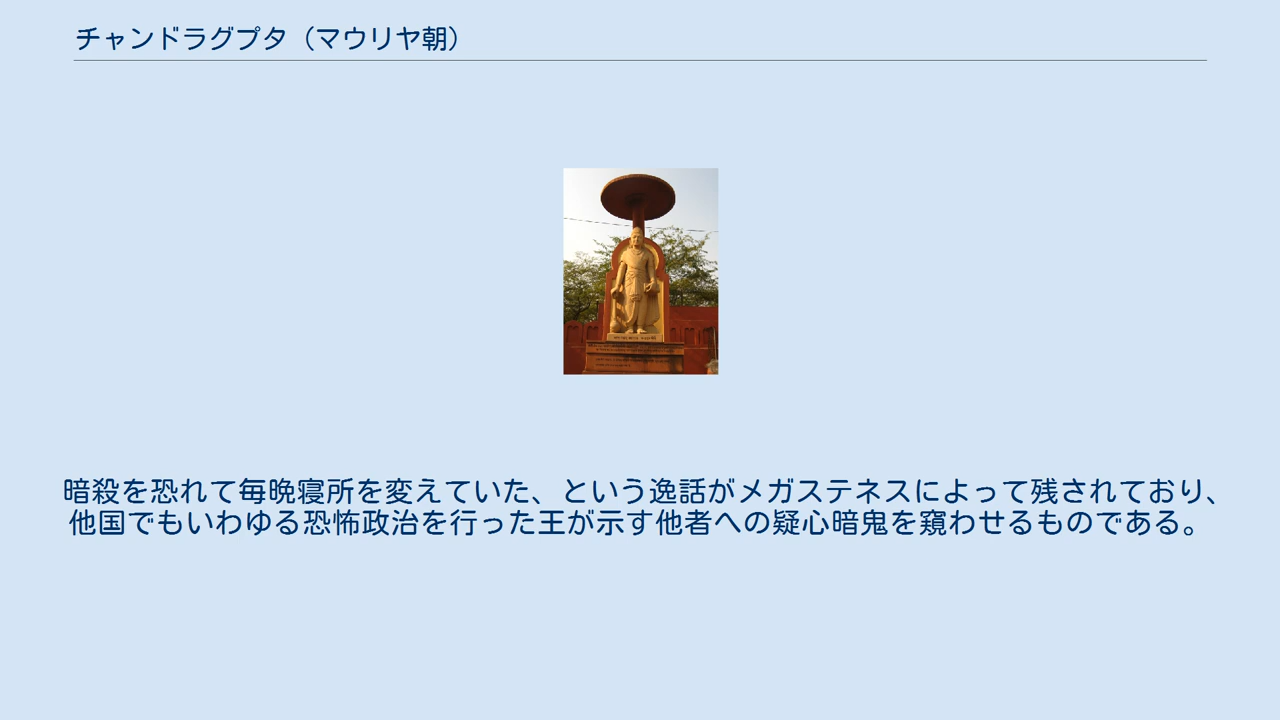 チャンドラグプタ（マウリヤ朝）
暗殺を恐れて毎晩寝所を変えていた、という逸話がメガステネスによって残されており、
他国でもいわゆる恐怖政治を行った王が示す他者への疑心暗鬼を窺わせるものである。